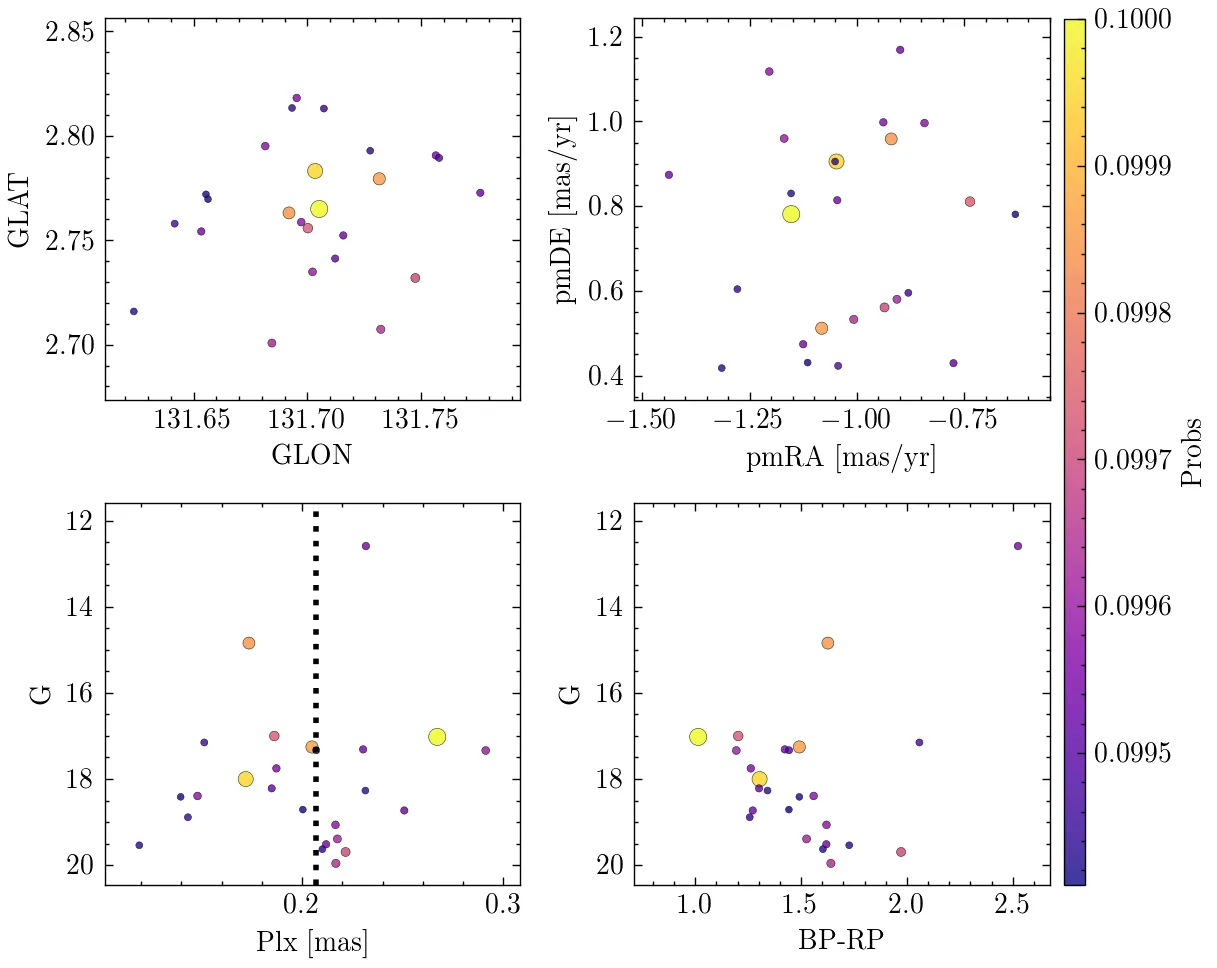 2.85
2.80
2.75
2.70
GLAT
131.65 131.70 131.75
GLON
1.2
1.0
0.8
0.6
0.4
pmDE [mas/yr]
−1.50 −1.25 −1.00 −0.75
pmRA [mas/yr]
0.1000
0.0999
0.0998
0.0997
0.0996
0.0995
Probs
12
14
16
18
20
G
0.2 0.3
Plx [mas]
12
14
16
18
20
G
1.0 1.5 2.0 2.5
BP-RP